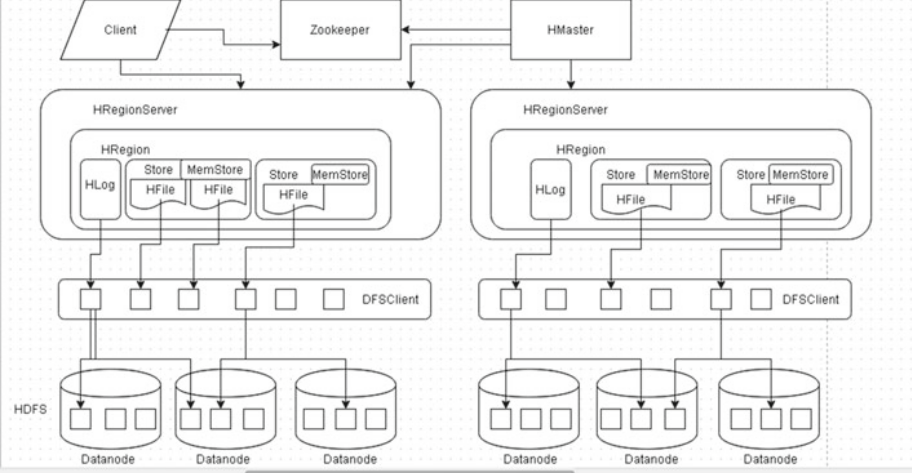 Client
Zookeeper
HMaster
HRegionServer
HRegion
HLog
Store
MemStore
HFile
HFile
Store
MemStore
HFile
DFSClient
HRegionServer
HRegion
HLog
Store
MemStore
HFile
Store
MemStore
HFile
DFSClient
HDFS
Datanode
Datanode
Datanode
Datanode
Datanode
Datanode